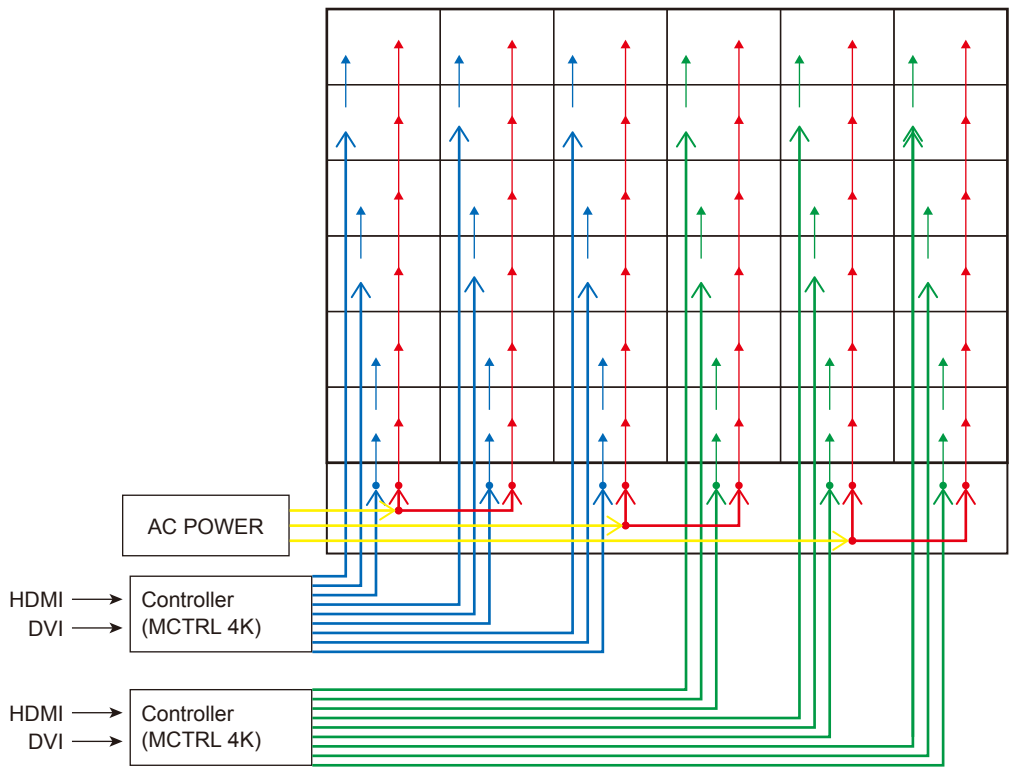 AC POWER
HDMI
DVI
Controller
(MCTRL 4K)
HDMI
DVI
Controller
(MCTRL 4K)